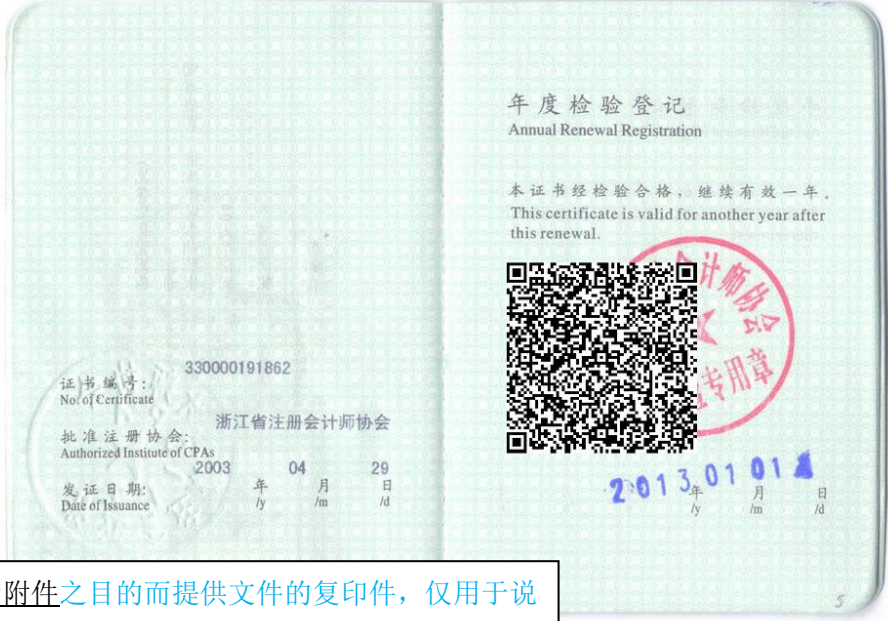 证书编号:
No. of Certificate
330000191862
批准注册协会:
Authorized Institute of CPAs
浙江省注册会计师协会
发证日期:
Date of Issuance
2003 年 04 月 29 日
/y /m /d
年度检验登记
Annual Renewal Registration
本证书经检验合格，继续有效一年。
This certificate is valid for another year after
this renewal.
计师协会
专用章
2013 01 01
年 月 日
/y /m /d
5
附件之目的而提供文件的复印件，仅用于说